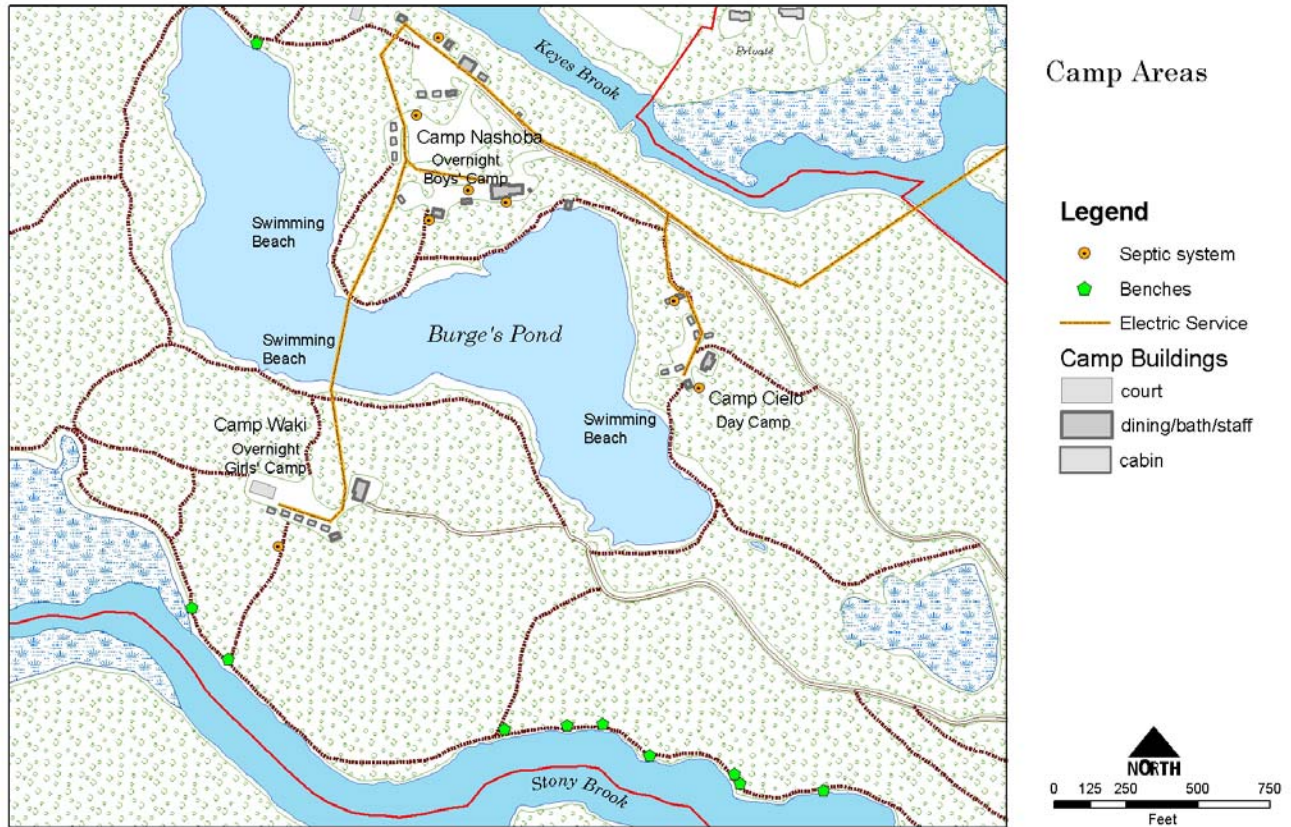 Keyes Brook
Private
Camp Areas
Camp Nashoba
Overnight
Boys' Camp
Swimming
Beach
Swimming
Beach
Burge's Pond
Camp Waki
Overnight
Girls' Camp
Swimming
Beach
Camp Cielo
Day Camp
Stony Brook
Legend
Septic system
Benches
Electric Service
Camp Buildings
court
dining/bath/staff
cabin
NORTH
0 125 250 500 750
Feet